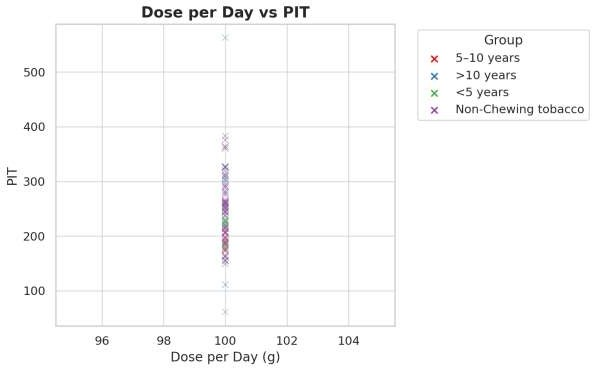 Dose per Day vs PIT
Group
5–10 years
>10 years
<5 years
Non-Chewing tobacco
500
400
300
200
100
PIT
96
98
100
102
104
Dose per Day (g)